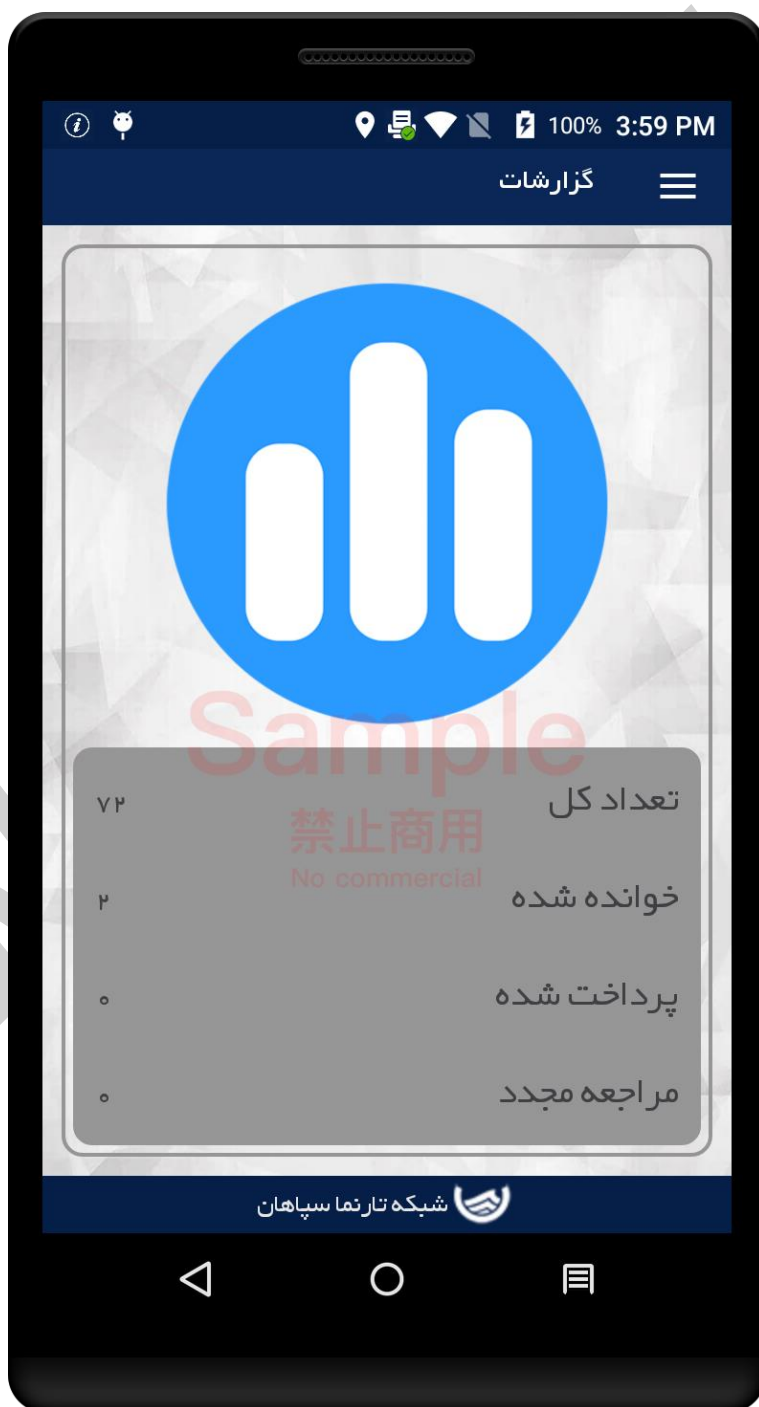 100% 3:59 PM
گزارشات
Sample
تعداد کل ۷۲
禁止商用
No commercial
خوانده شده ۲
پرداخت شده ۰
مراجعه مجدد ۰
شبکه تارنما سپاهان